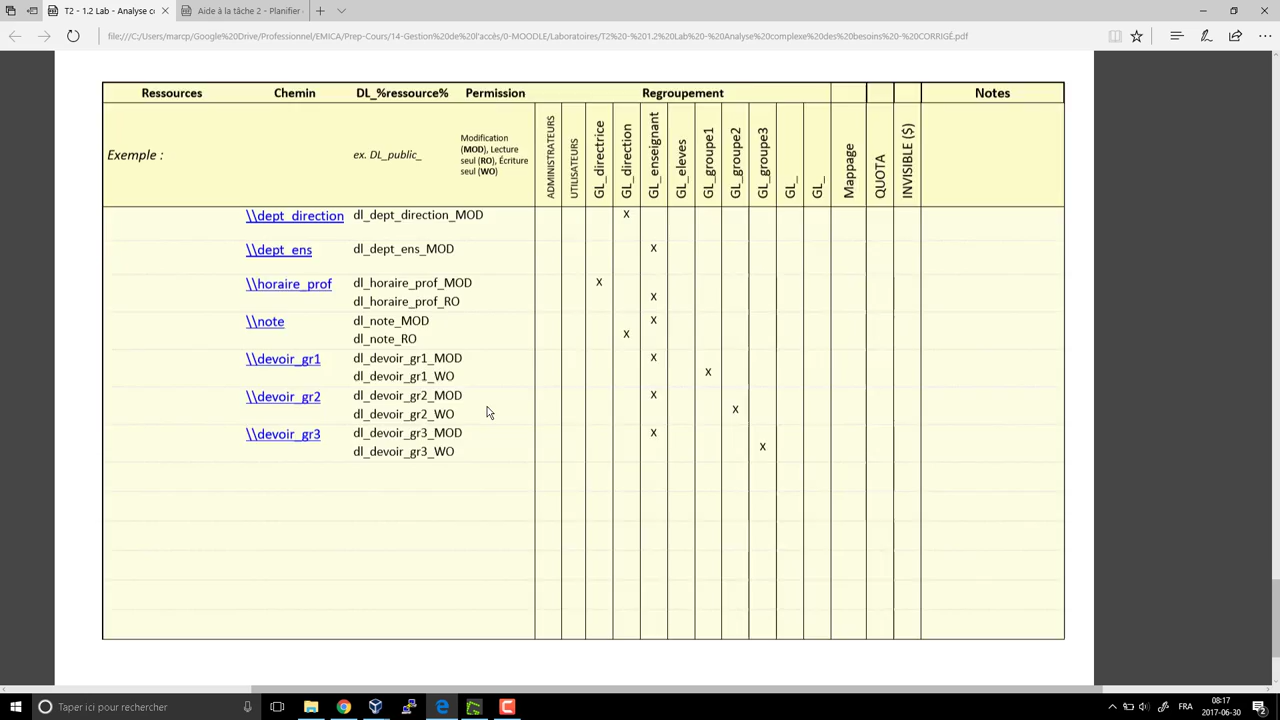 T2 - 1.2 Lab - Analyse c
Aide à la tâche 2 - Planifier
file:///C:/Users/marcp/Google%20Drive/Professionnel/EMICA/Prep-Cours/14-Gestion%20de%20l'accès/0-MOODLE/Laboratoires/T2%20-%201.2%20Lab%20-%20Analyse%20complexe%20des%20besoins%20-%20CORRIGÉ.pdf
Ressources Chemin DL_%ressource% Permission Regroupement Notes
Exemple : ex. DL_public_
Modification
(MOD), Lecture
seul (RO), Écriture
seul (WO)
ADMINISTRATEURS
UTILISATEURS
GL_directrice
GL_direction
GL_enseignant
GL_eleves
GL_groupe1
GL_groupe2
GL_groupe3
GL_
GL_
Mappage
QUOTA
INVISIBLE ($)
\\dept_direction dl_dept_direction_MOD x
\\dept_ens dl_dept_ens_MOD x
\\horaire_prof dl_horaire_prof_MOD x
dl_horaire_prof_RO x
\\note dl_note_MOD x
dl_note_RO x
\\devoir_gr1 dl_devoir_gr1_MOD x
dl_devoir_gr1_WO x
\\devoir_gr2 dl_devoir_gr2_MOD x
dl_devoir_gr2_WO x
\\devoir_gr3 dl_devoir_gr3_MOD x
dl_devoir_gr3_WO x
Taper ici pour rechercher
FRA
08:17
2017-06-30
2